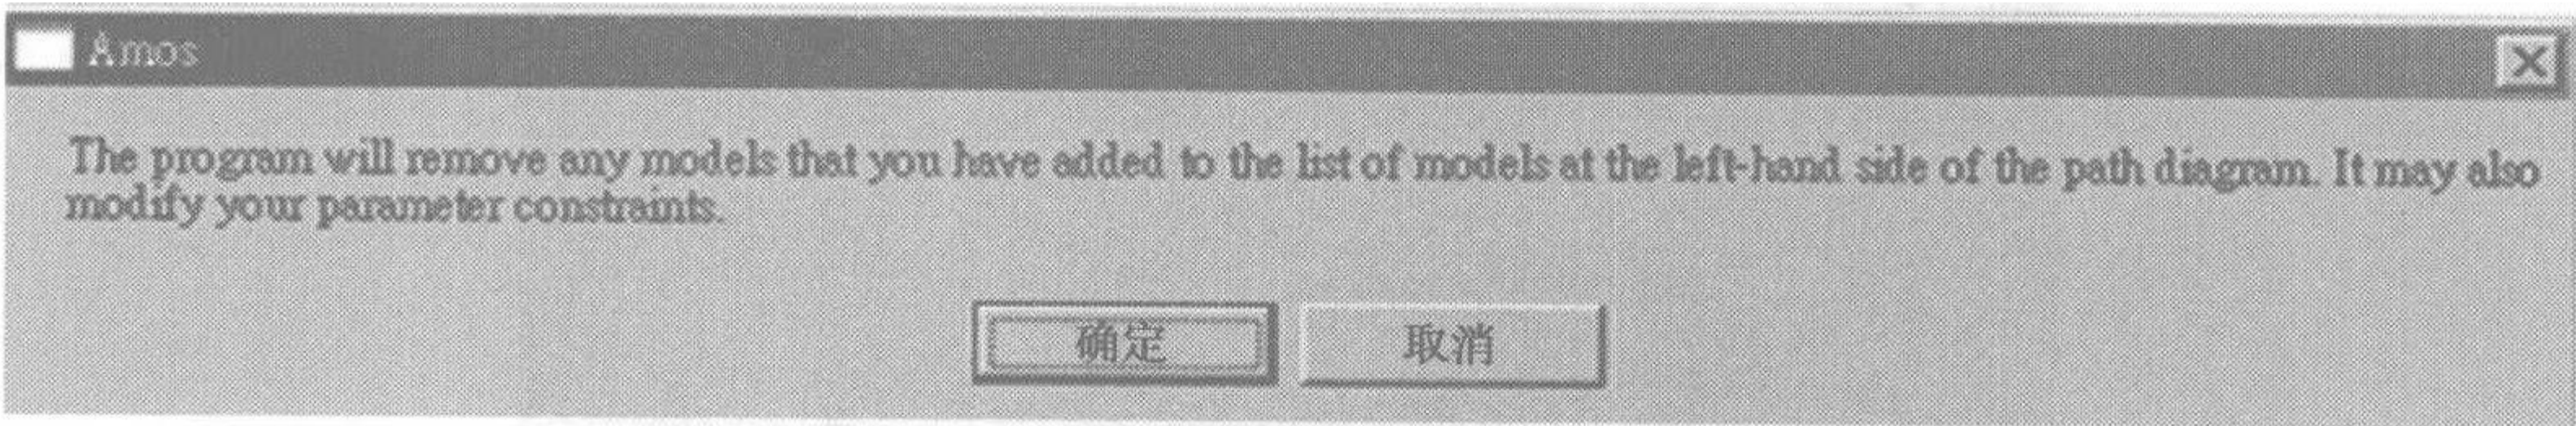 Amos
The program will remove any models that you have added to the list of models at the left-hand side of the path diagram. It may also
modify your parameter constraints.
确定
取消